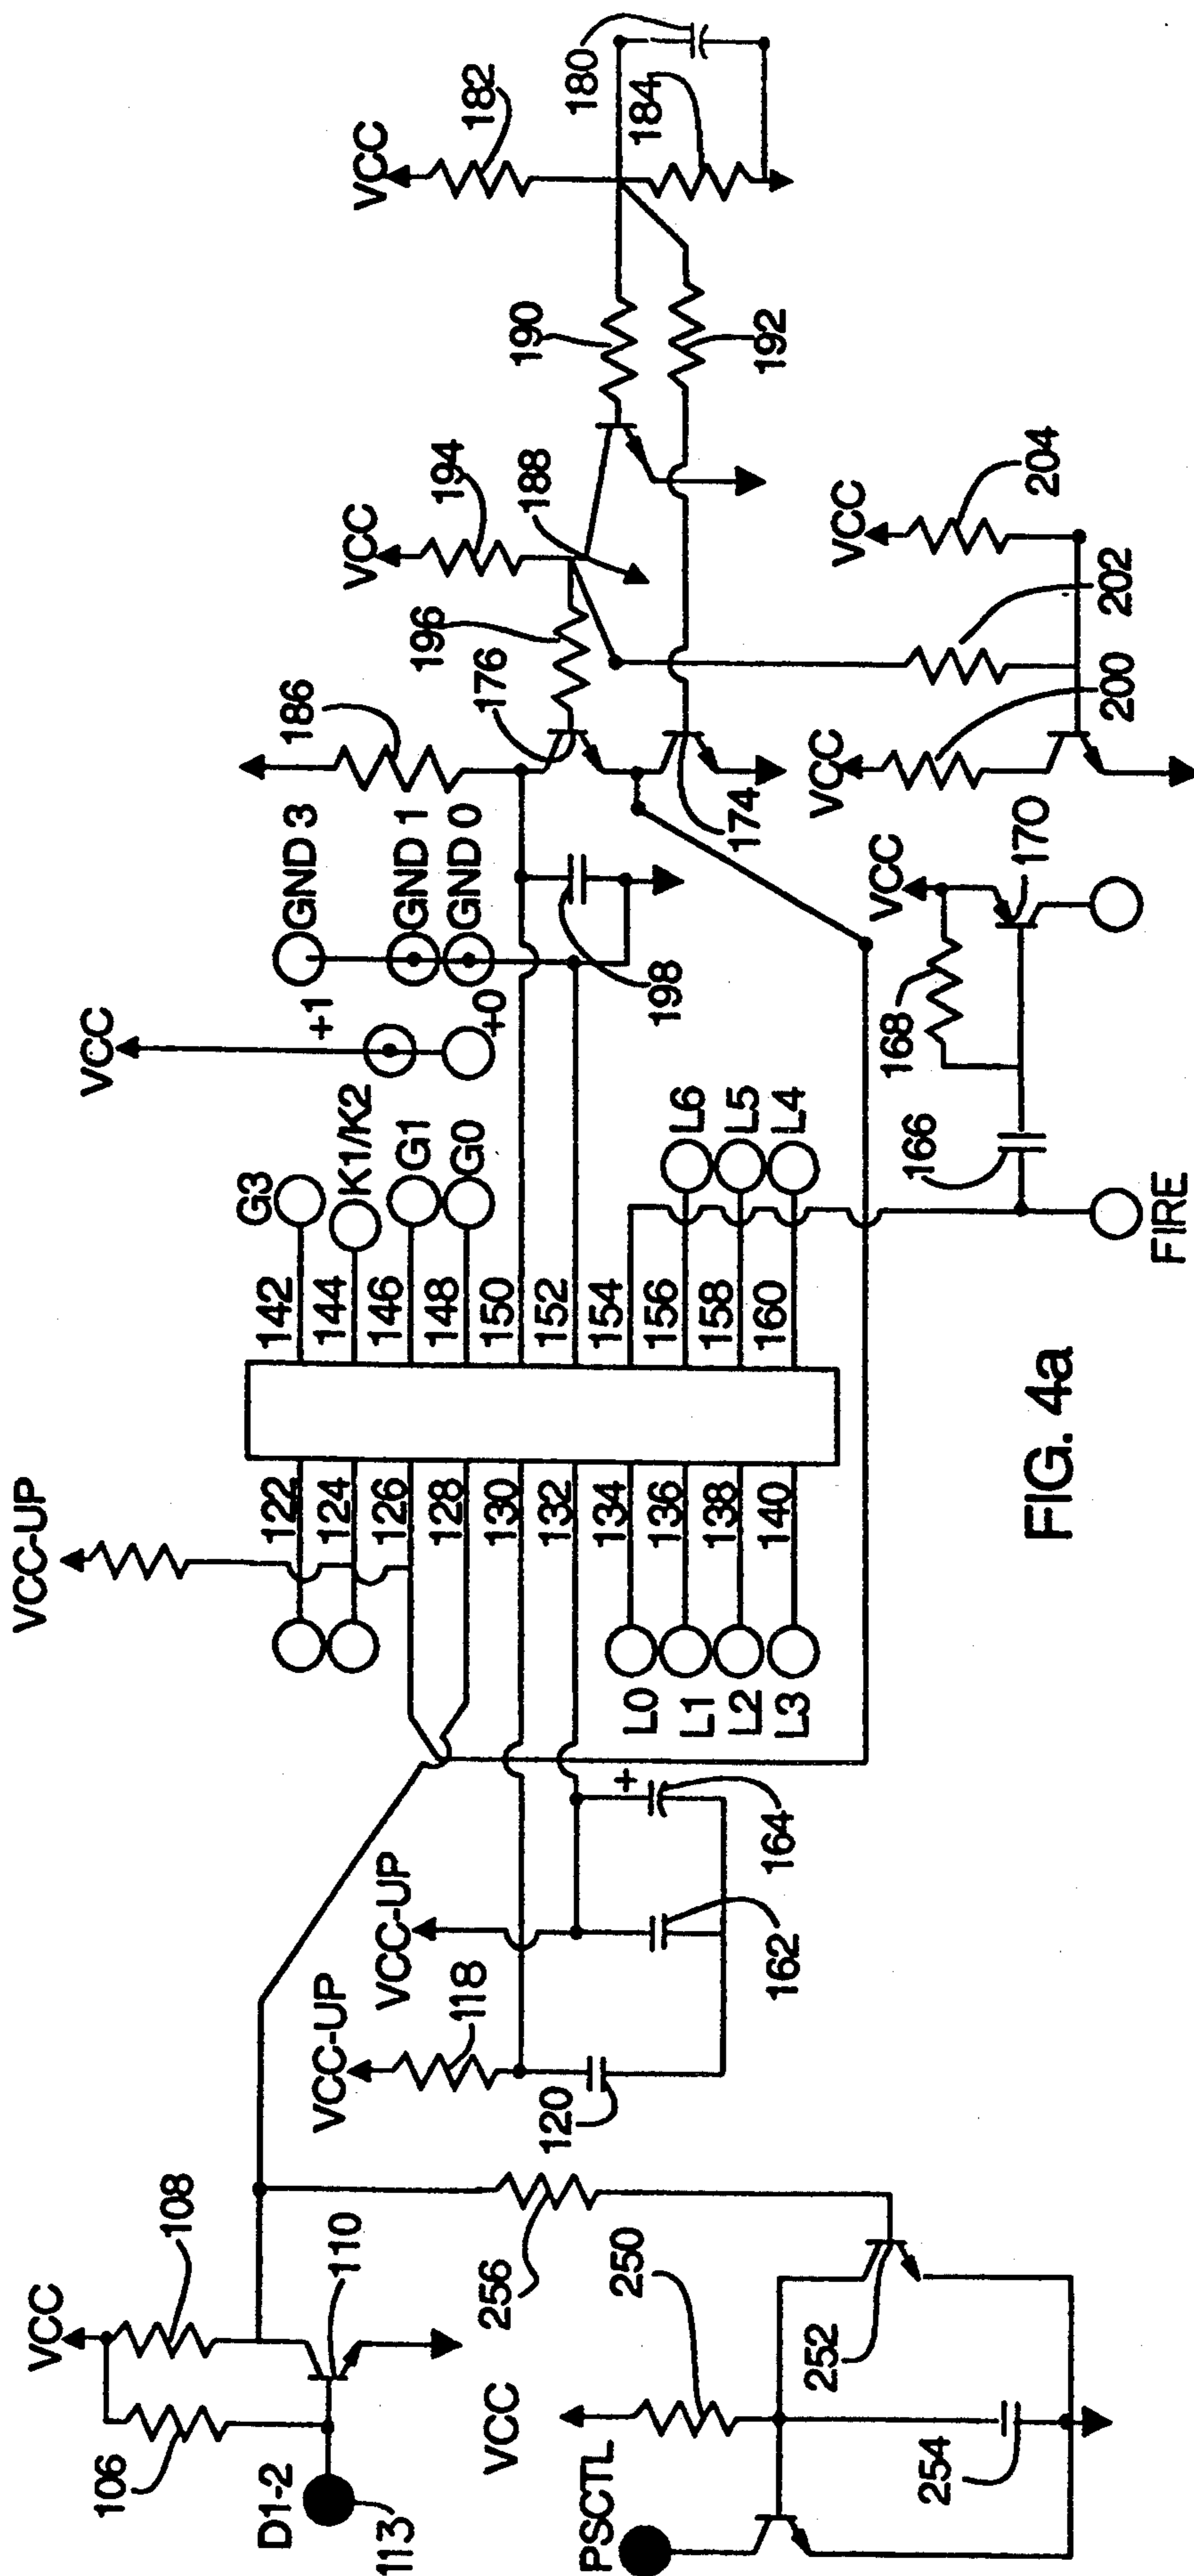 VCC
182
180
184
VCC
194
188
190
192
186
196
176
174
VCC
204
202
200
VCC
GND 3
GND 1
GND 0
VCC
+1
+0
198
VCC
170
168
166
FIRE
G3
K1/K2
G1
G0
L6
L5
L4
142
144
146
148
150
152
154
156
158
160
122
124
126
128
130
132
134
136
138
140
VCC-UP
L0
L1
L2
L3
VCC-UP
VCC-UP
118
120
162
+
164
VCC
108
106
110
D1-2
113
256
VCC
250
252
254
PSCTL
FIG. 4a